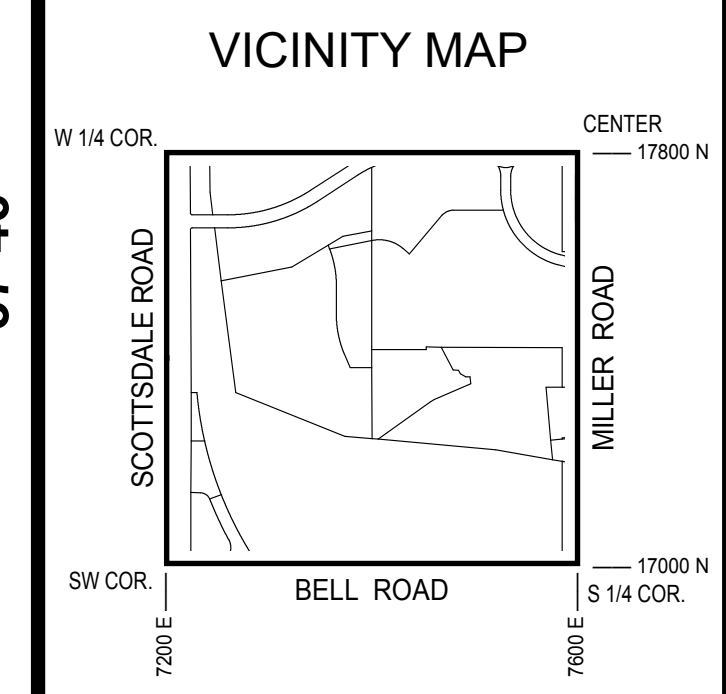 VICINITY MAP
W 1/4 COR.
CENTER
17800 N
SCOTTSDALE ROAD
MILLER ROAD
17000 N
SW COR.
BELL ROAD
S 1/4 COR.
7200 E
7600 E